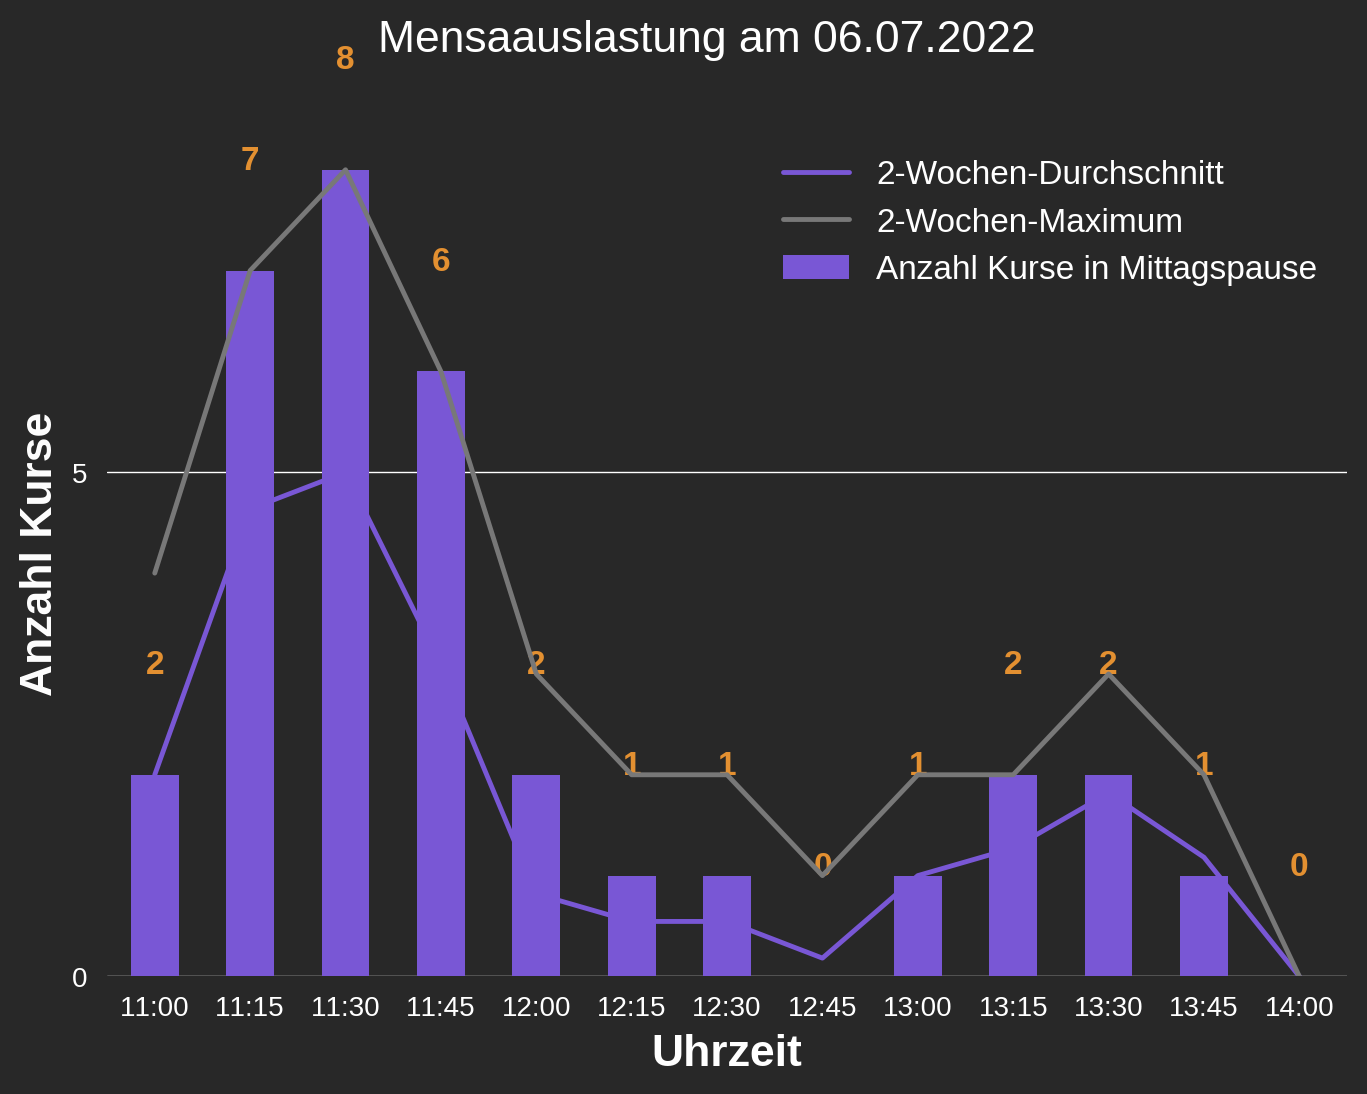 Mensaauslastung am 06.07.2022
8
7
2-Wochen-Durchschnitt
2-Wochen-Maximum
Anzahl Kurse in Mittagspause
6
5
Anzahl Kurse
2 2 2 2
1 1 1 1
0 0
0
11:00 11:15 11:30 11:45 12:00 12:15 12:30 12:45 13:00 13:15 13:30 13:45 14:00
Uhrzeit